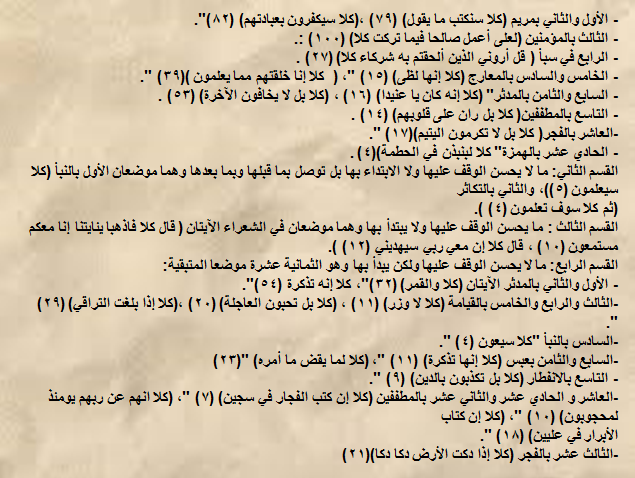 - الأول والثاني بمريم (كلا سنكتب ما يقول) (٧٩) ،(كلا سيكفرون بعبادتهم) (٨٢)".
- الثالث بالمؤمنين (لعلى أعمل صالحا فيما تركت كلا) (١٠٠) :.
- الرابع في سبأ ( قل أروني الذين ألحقتم به شركاء كلا) (٢٧) .
- الخامس والسادس بالمعارج (كلا إنها لظى) (١٥) "، ( كلا إنا خلقتهم مما يعلمون )(٣٩) ".
- السابع والثامن بالمدثر" (كلا إنه كان يا عنيدا) (١٦) ، (كلا بل لا يخافون الآخرة) (٥٣) .
- التاسع بالمطففين( كلا بل ران على قلوبهم) (١٤) .
-العاشر بالفجر( كلا بل لا تكرمون اليتيم)(١٧) ".
- الحادي عشر بالهمزة" كلا لينبذن في الحطمة)(٤) .
القسم الثاني: ما لا يحسن الوقف عليها ولا الابتداء بها بل توصل بما قبلها وبما بعدها وهما موضعان الأول بالنبأ (كلا
سيعلمون (٥))، والثاني بالتكاثر
(ثم كلا سوف تعلمون (٤) ).
القسم الثالث : ما يحسن الوقف عليها ولا يبتدأ بها وهما موضعان في الشعراء الآيتان ( قال كلا فاذهبا بنايتنا إنا معكم
مستمعون (١٠) ، قال كلا إن معي ربي سيهديني (١٢) ).
القسم الرابع: ما لا يحسن الوقف عليها ولكن يبدأ بها وهو الثمانية عشرة موضعا المتبقية:
- الأول والثاني بالمدثر الآيتان (كلا والقمر) (٣٢)"، كلا إنه تذكرة (٥٤)".
-الثالث والرابع والخامس بالقيامة (كلا لا وزر) (١١) ، (كلا بل تحبون العاجلة) (٢٠) ،(كلا إذا بلغت التراقي) (٢٩)
".
-السادس بالنبأ "كلا سيعون (٤) ".
-السابع والثامن بعبس (كلا إنها تذكرة) (١١) "، (كلا لما يقض ما أمره) "(٢٣)
- التاسع بالانفطار (كلا بل تكذبون بالدين) (٩) ".
-العاشر و الحادي عشر والثاني عشر بالمطففين (كلا إن كتب الفجار في سجين) (٧) "، (كلا انهم عن ربهم يومئذ
لمحجوبون) (١٠) "، (كلا إن كتاب
الأبرار في عليين) (١٨) ".
-الثالث عشر بالفجر (كلا إذا دكت الأرض دكا دكا)(٢١)